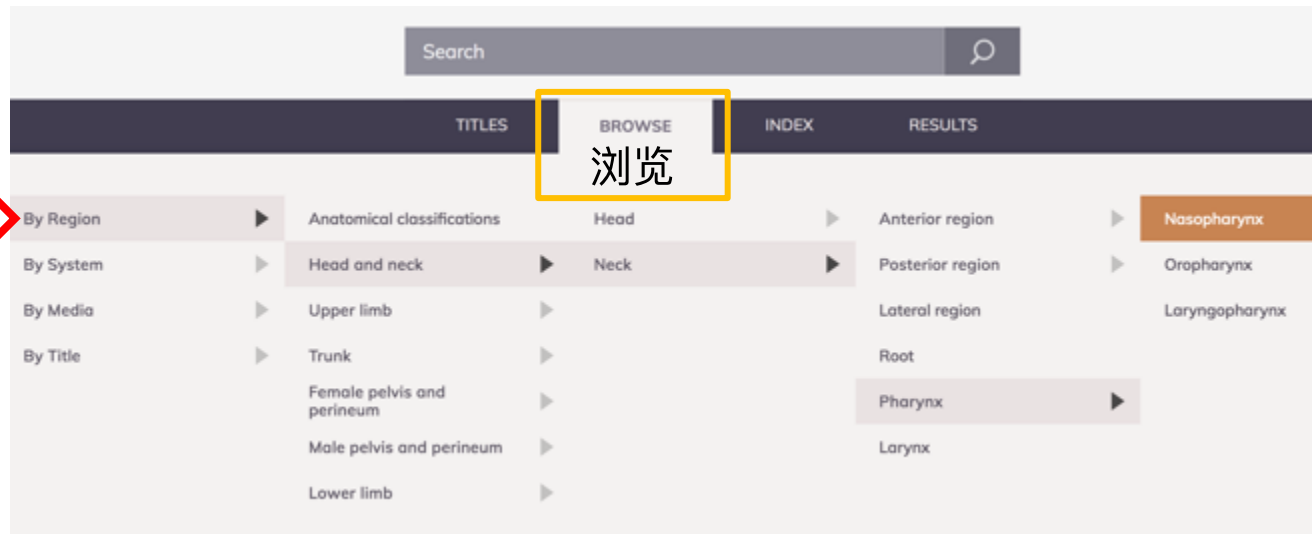 Search
TITLES
BROWSE
INDEX
RESULTS
浏览
By Region
By System
By Media
By Title
Anatomical classifications
Head and neck
Upper limb
Trunk
Female pelvis and
perineum
Male pelvis and perineum
Lower limb
Head
Neck
Anterior region
Posterior region
Lateral region
Root
Pharynx
Larynx
Nasopharynx
Oropharynx
Laryngopharynx